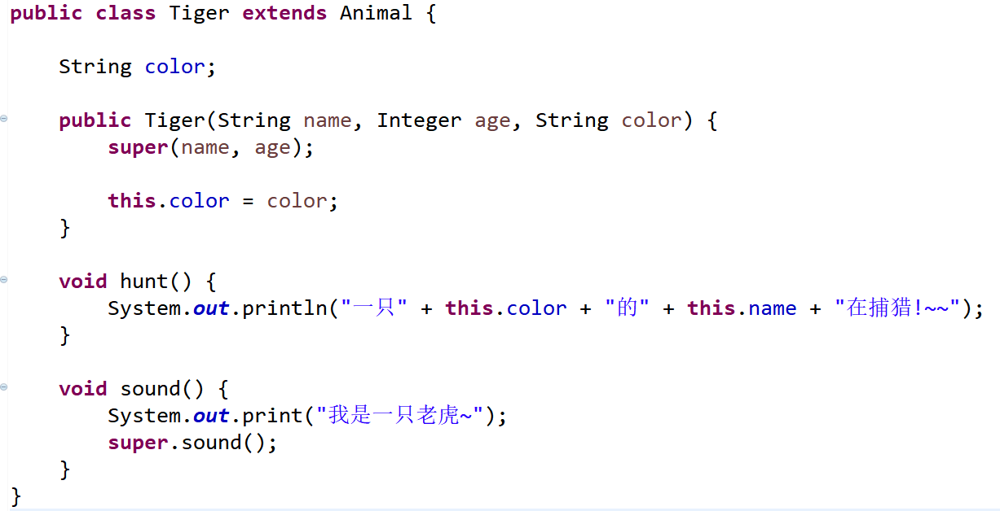 public class Tiger extends Animal {
String color;
public Tiger(String name, Integer age, String color) {
super(name, age);
this.color = color;
}
void hunt() {
System.out.println("一只" + this.color + "的" + this.name + "在捕猎!~~");
}
void sound() {
System.out.print("我是一只老虎~");
super.sound();
}
}